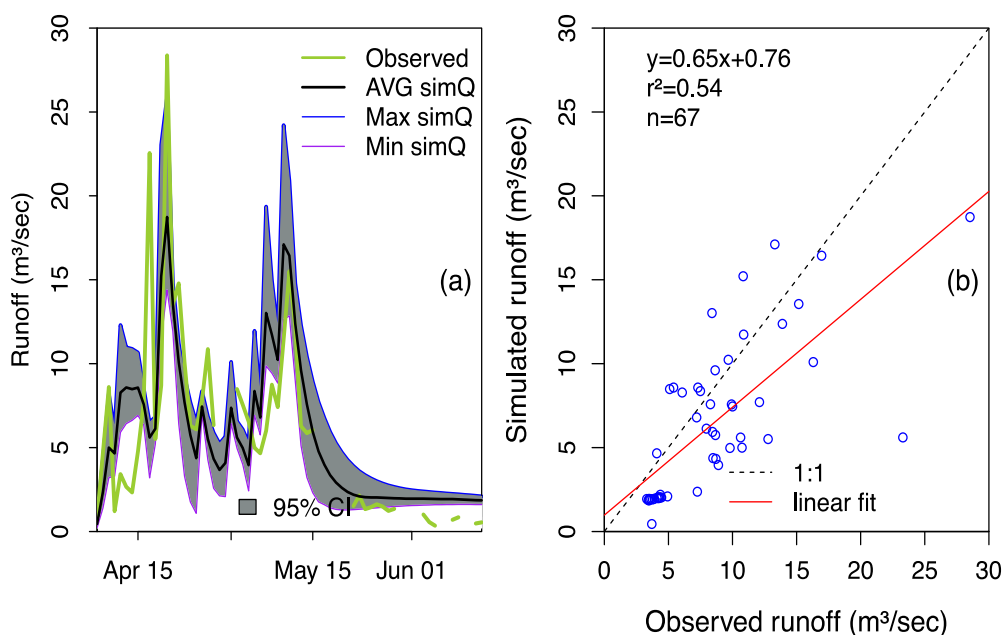 Runoff (m³/sec)
0
5
10
15
20
25
30
Apr 15
May 15
Jun 01
Observed
AVG simQ
Max simQ
Min simQ
(a)
95% CI
Simulated runoff (m³/sec)
0
5
10
15
20
25
30
y=0.65x+0.76
r²=0.54
n=67
(b)
1:1
linear fit
0 5 10 15 20 25 30
Observed runoff (m³/sec)